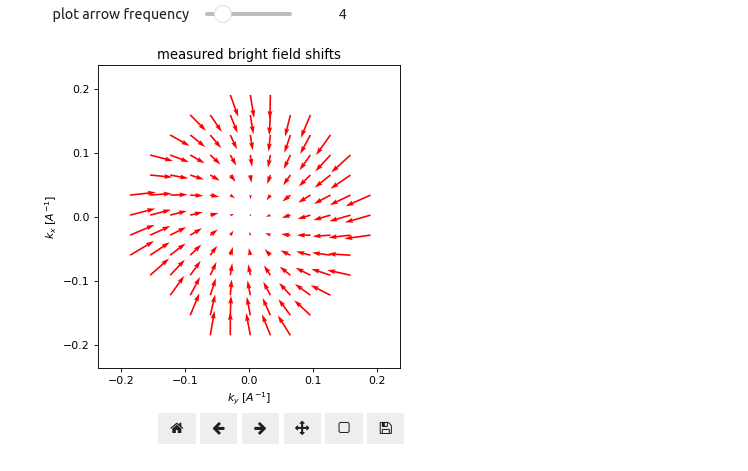 plot arrow frequency 4
measured bright field shifts
0.2
0.1
0.0
−0.1
−0.2
kₓ [A⁻¹]
−0.2 −0.1 0.0 0.1 0.2
k_y [A⁻¹]